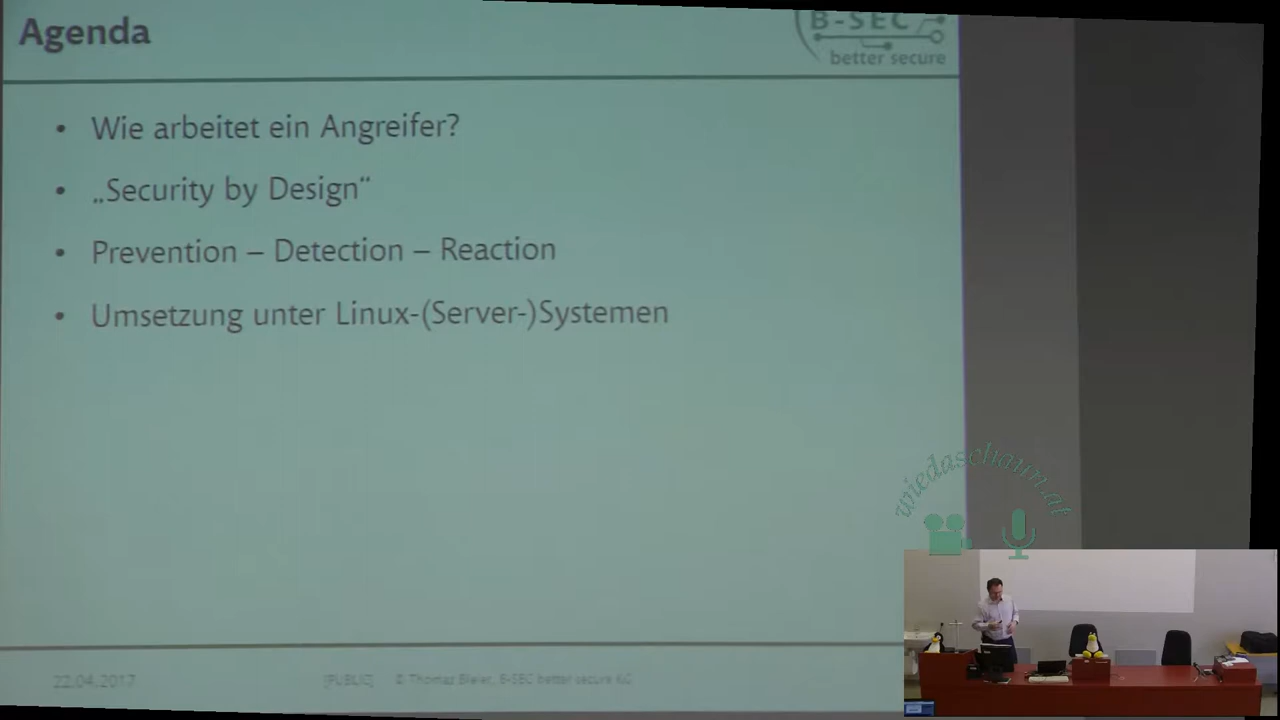 Agenda
B-SEC
better secure
• Wie arbeitet ein Angreifer?
• „Security by Design“
• Prevention – Detection – Reaction
• Umsetzung unter Linux-(Server-)Systemen
wiedaschaun.at
22.04.2017
[PUBLIC] © Thomas Bleier, B-SEC better secure KG